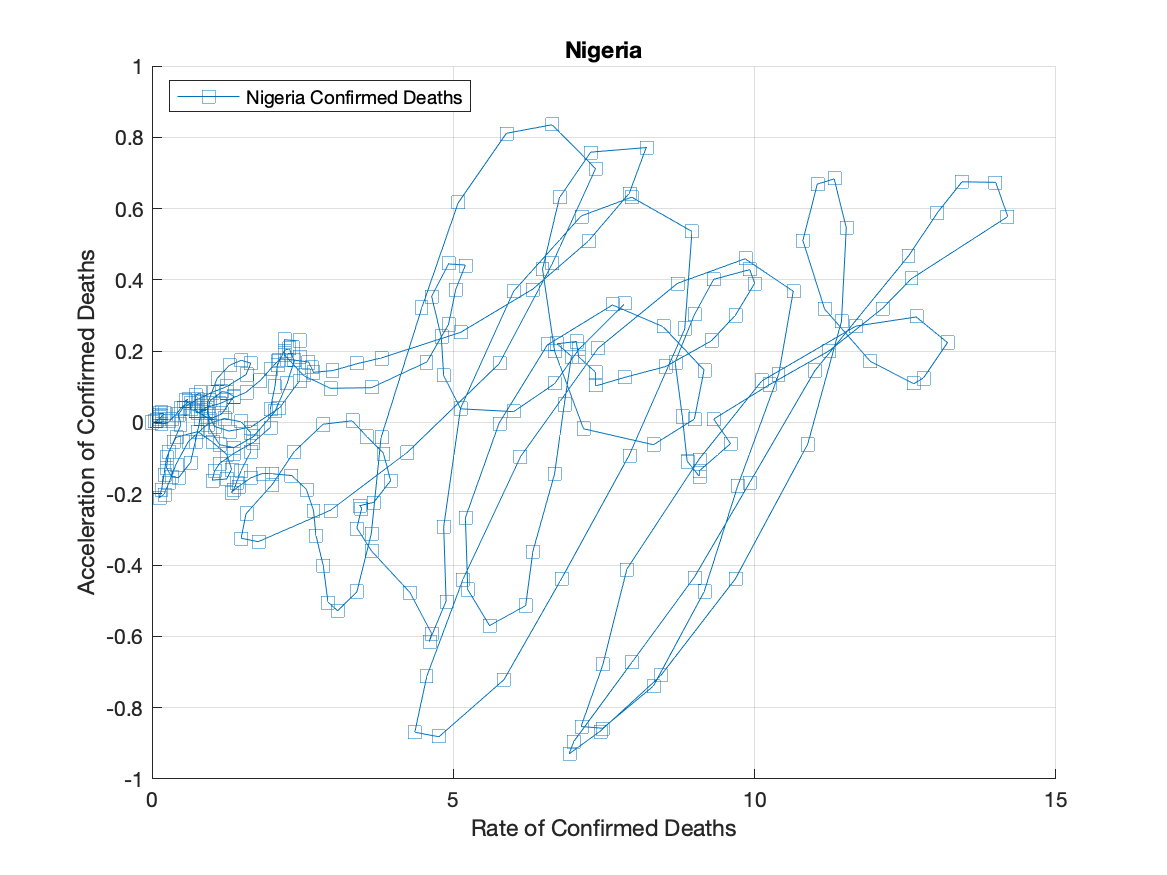 Nigeria
Nigeria Confirmed Deaths
1
0.8
0.6
0.4
0.2
0
-0.2
-0.4
-0.6
-0.8
-1
Acceleration of Confirmed Deaths
0 5 10 15
Rate of Confirmed Deaths